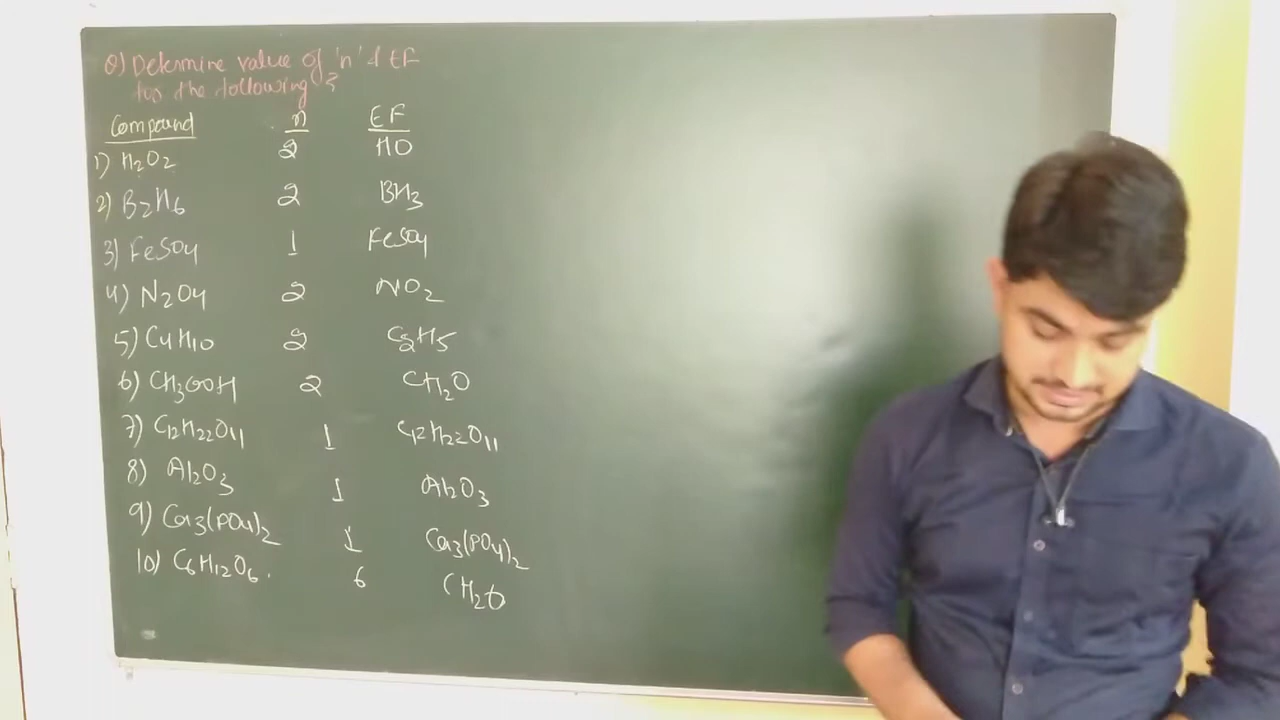 Q) Determine value of 'n' & EF
for the following?
Compound n EF
1) H2O2 2 HO
2) B2H6 2 BH3
3) FeSO4 1 FeSO4
4) N2O4 2 NO2
5) C4H10 2 C2H5
6) CH3COOH 2 CH2O
7) C12H22O11 1 C12H22O11
8) Al2O3 1 Al2O3
9) Ca3(PO4)2 1 Ca3(PO4)2
10) C6H12O6. 6 CH2O